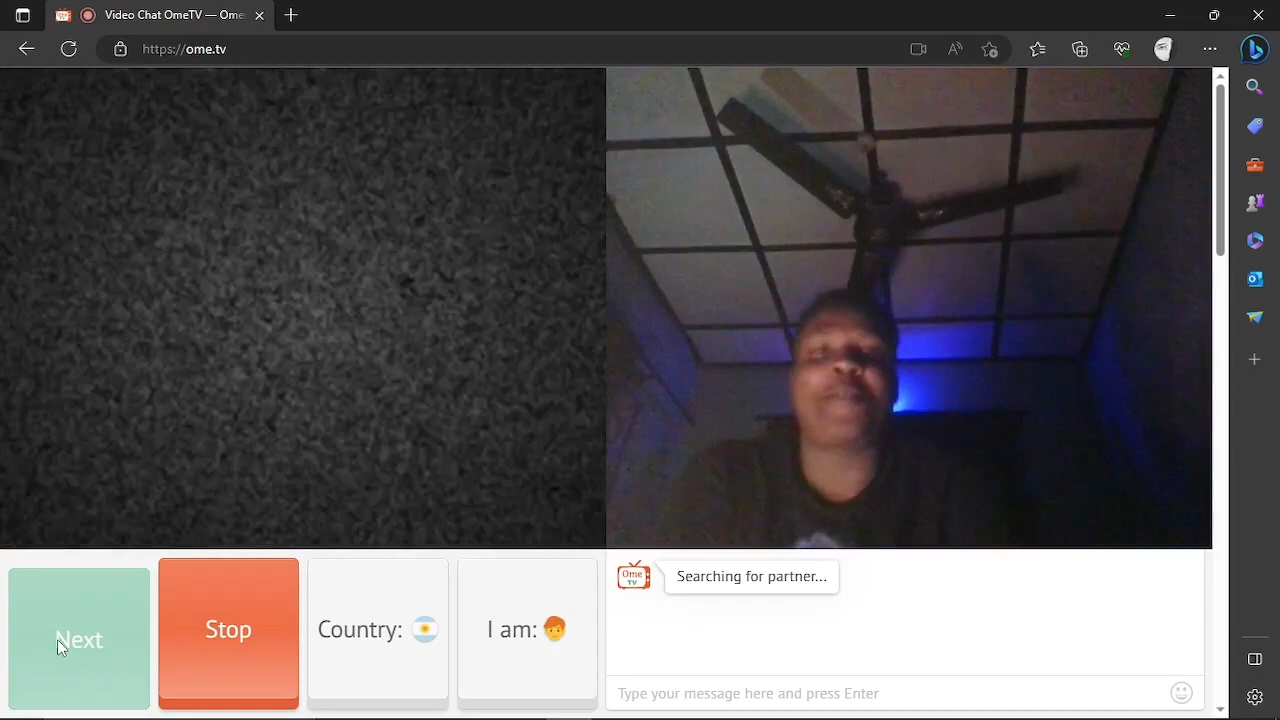 Video Chat OmeTV — Ome
https://ome.tv
Next
Stop
Country:
I am:
Ome
TV
Searching for partner...
Type your message here and press Enter